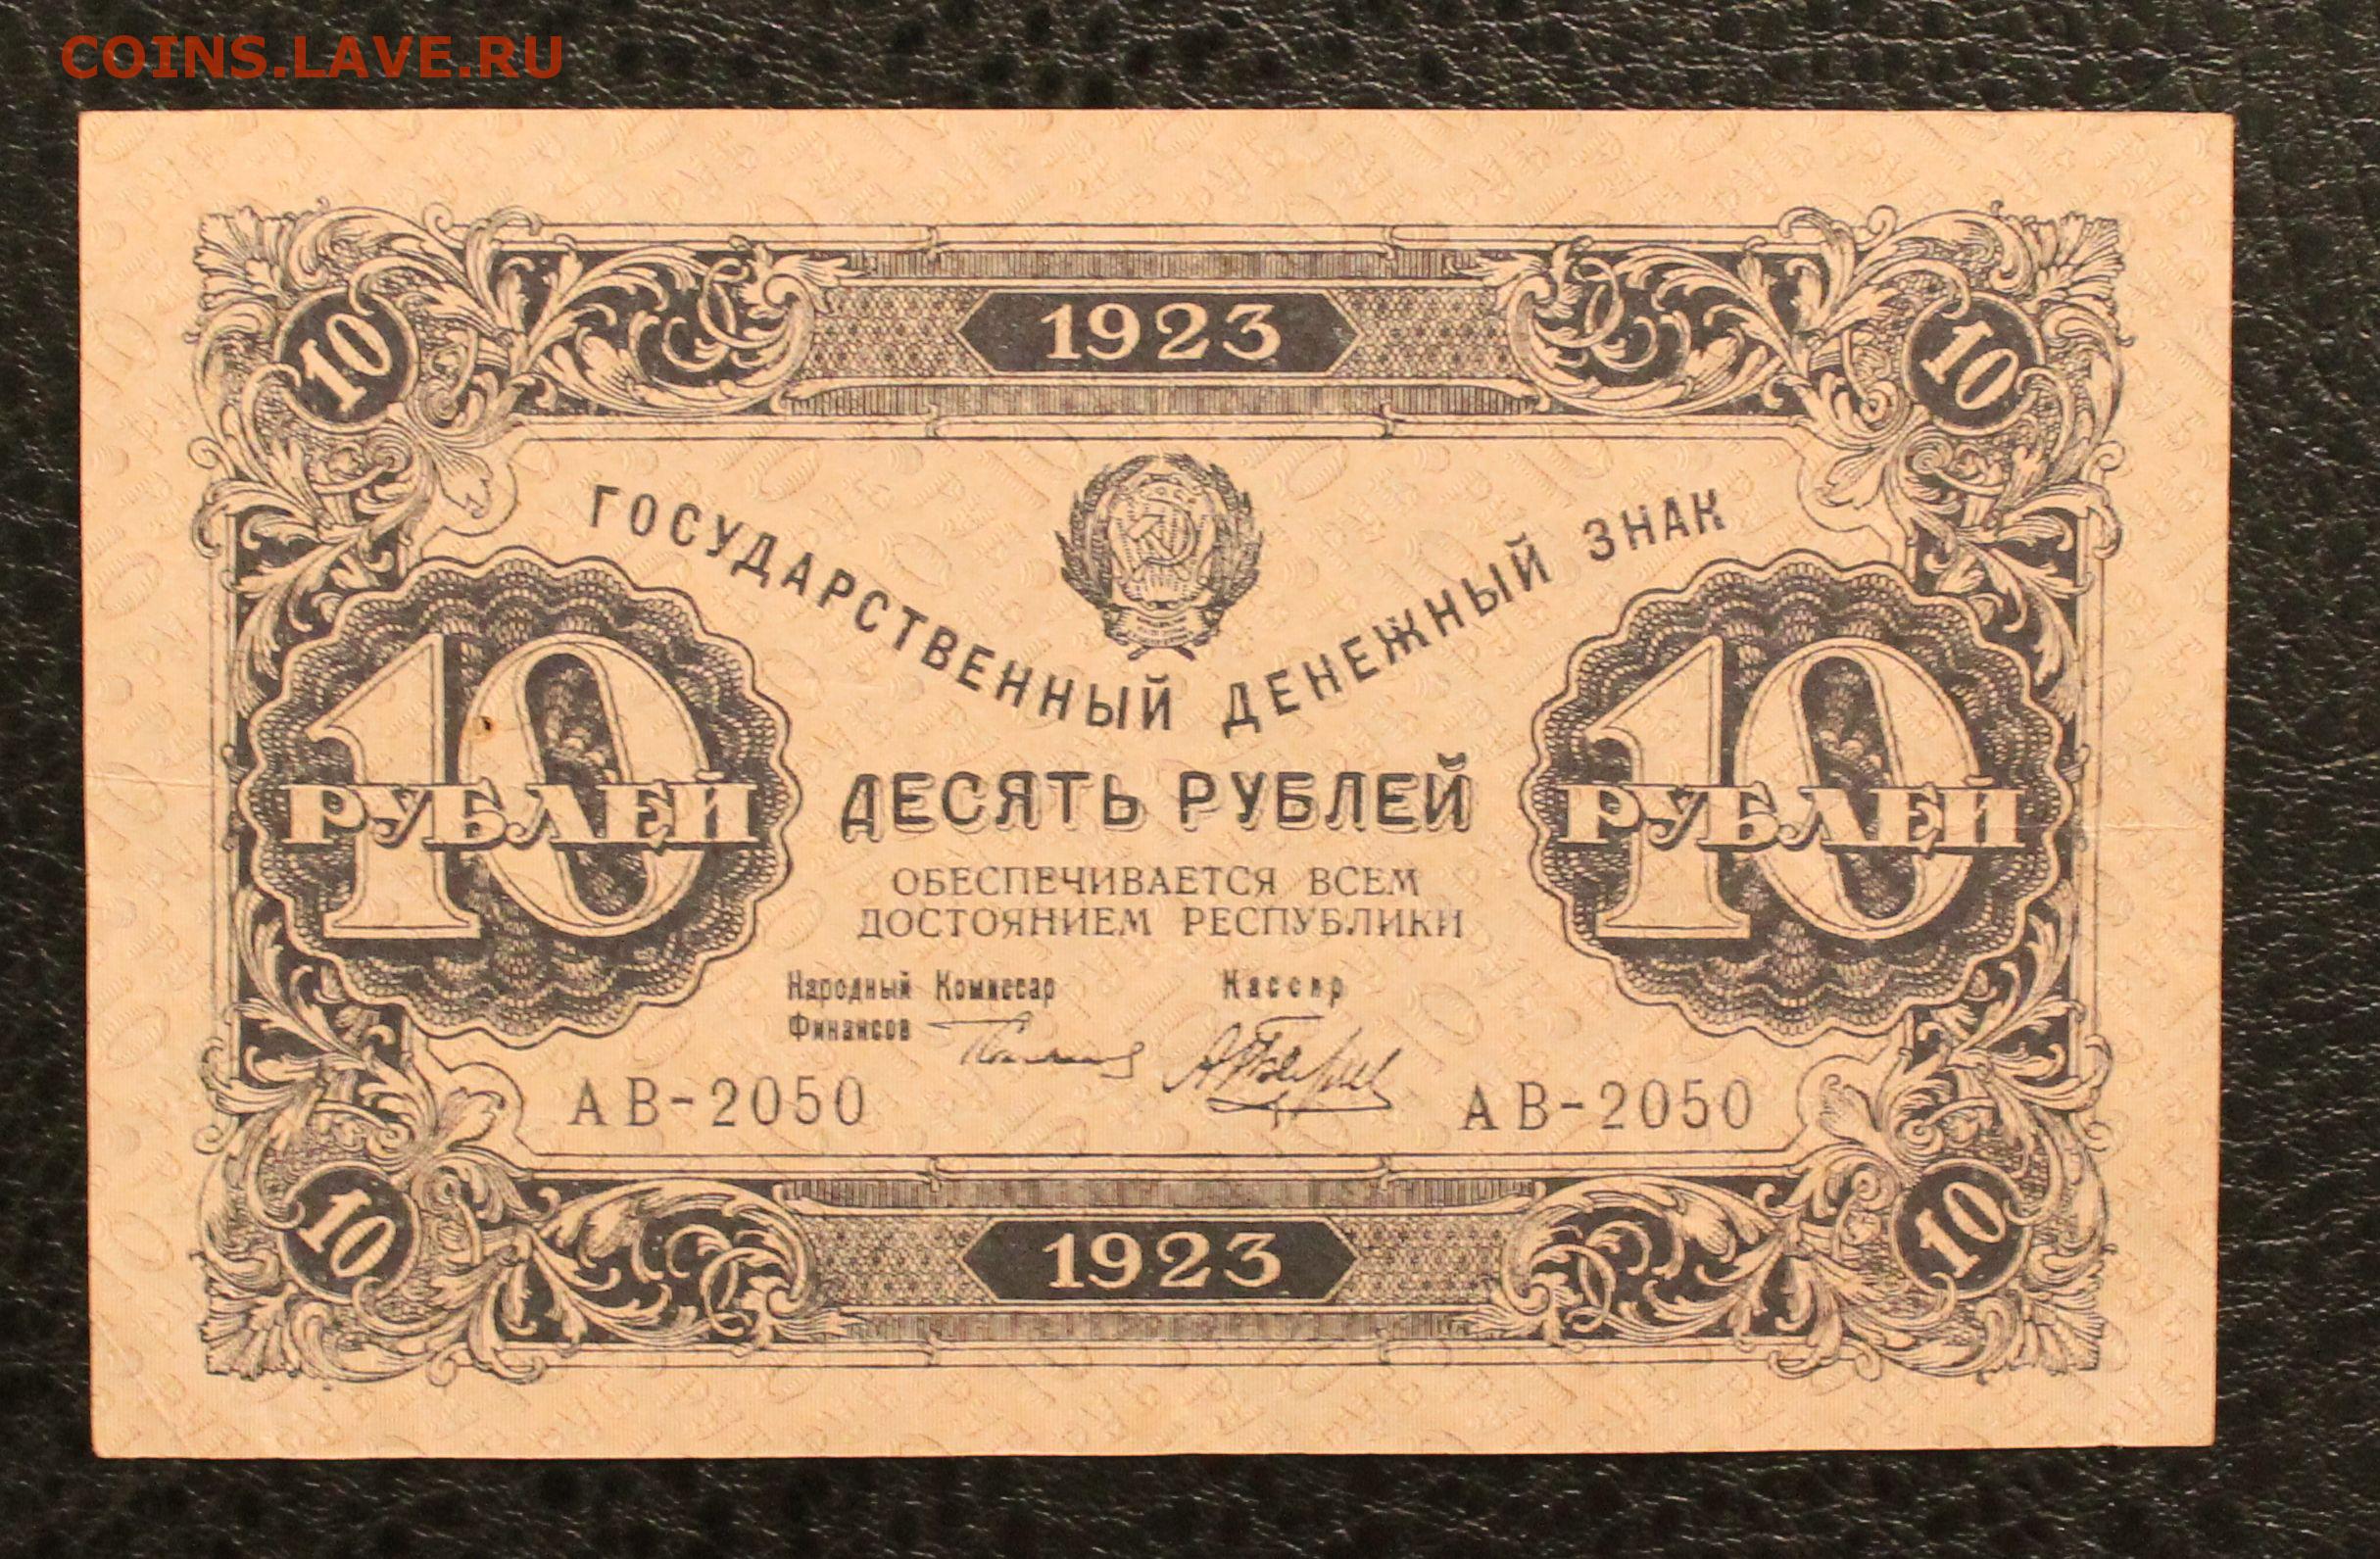 COINS.LAVE.RU
1923
10
10
ГОСУДАРСТВЕННЫЙ ДЕНЕЖНЫЙ ЗНАК
10 РУБЛЕЙ
ДЕСЯТЬ РУБЛЕЙ
10 РУБЛЕЙ
ОБЕСПЕЧИВАЕТСЯ ВСЕМ
ДОСТОЯНИЕМ РЕСПУБЛИКИ
Народный Комиссар
Финансов
Кассир
АВ-2050
АВ-2050
10
1923
10